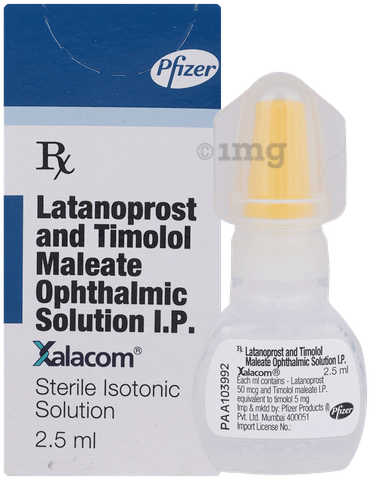 Pfizer
Rx
Latanoprost
and Timolol
Maleate
Ophthalmic
Solution I.P.
Xalacom®
Sterile Isotonic
Solution
2.5 ml
©1mg
Rx Latanoprost and Timolol
Maleate Ophthalmic Solution I.P.
Xalacom® 2.5 ml
Each ml contains - Latanoprost
50 mcg and Timolol maleate I.P.
equivalent to timolol 5 mg
Imp & mktd by: Pfizer Products (I)
Pvt. Ltd. Mumbai 400051
Import License No.:
Pfizer
PAA103992